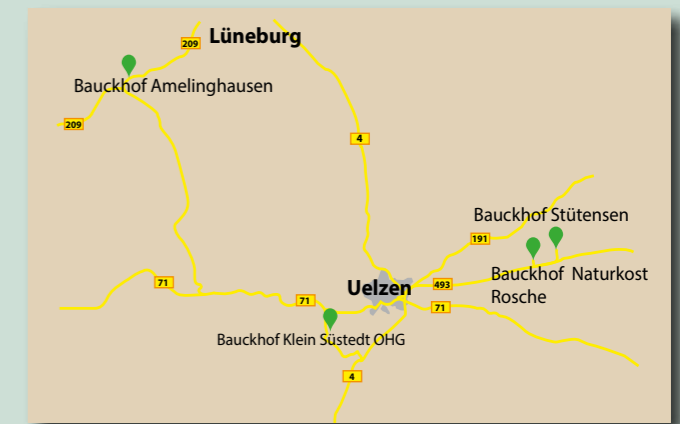 209
Lüneburg
Bauckhof Amelinghausen
209
4
Bauckhof Stütensen
191
Bauckhof Naturkost
Rosche
71
Uelzen
493
71
71
Bauckhof Klein Süstedt OHG
4